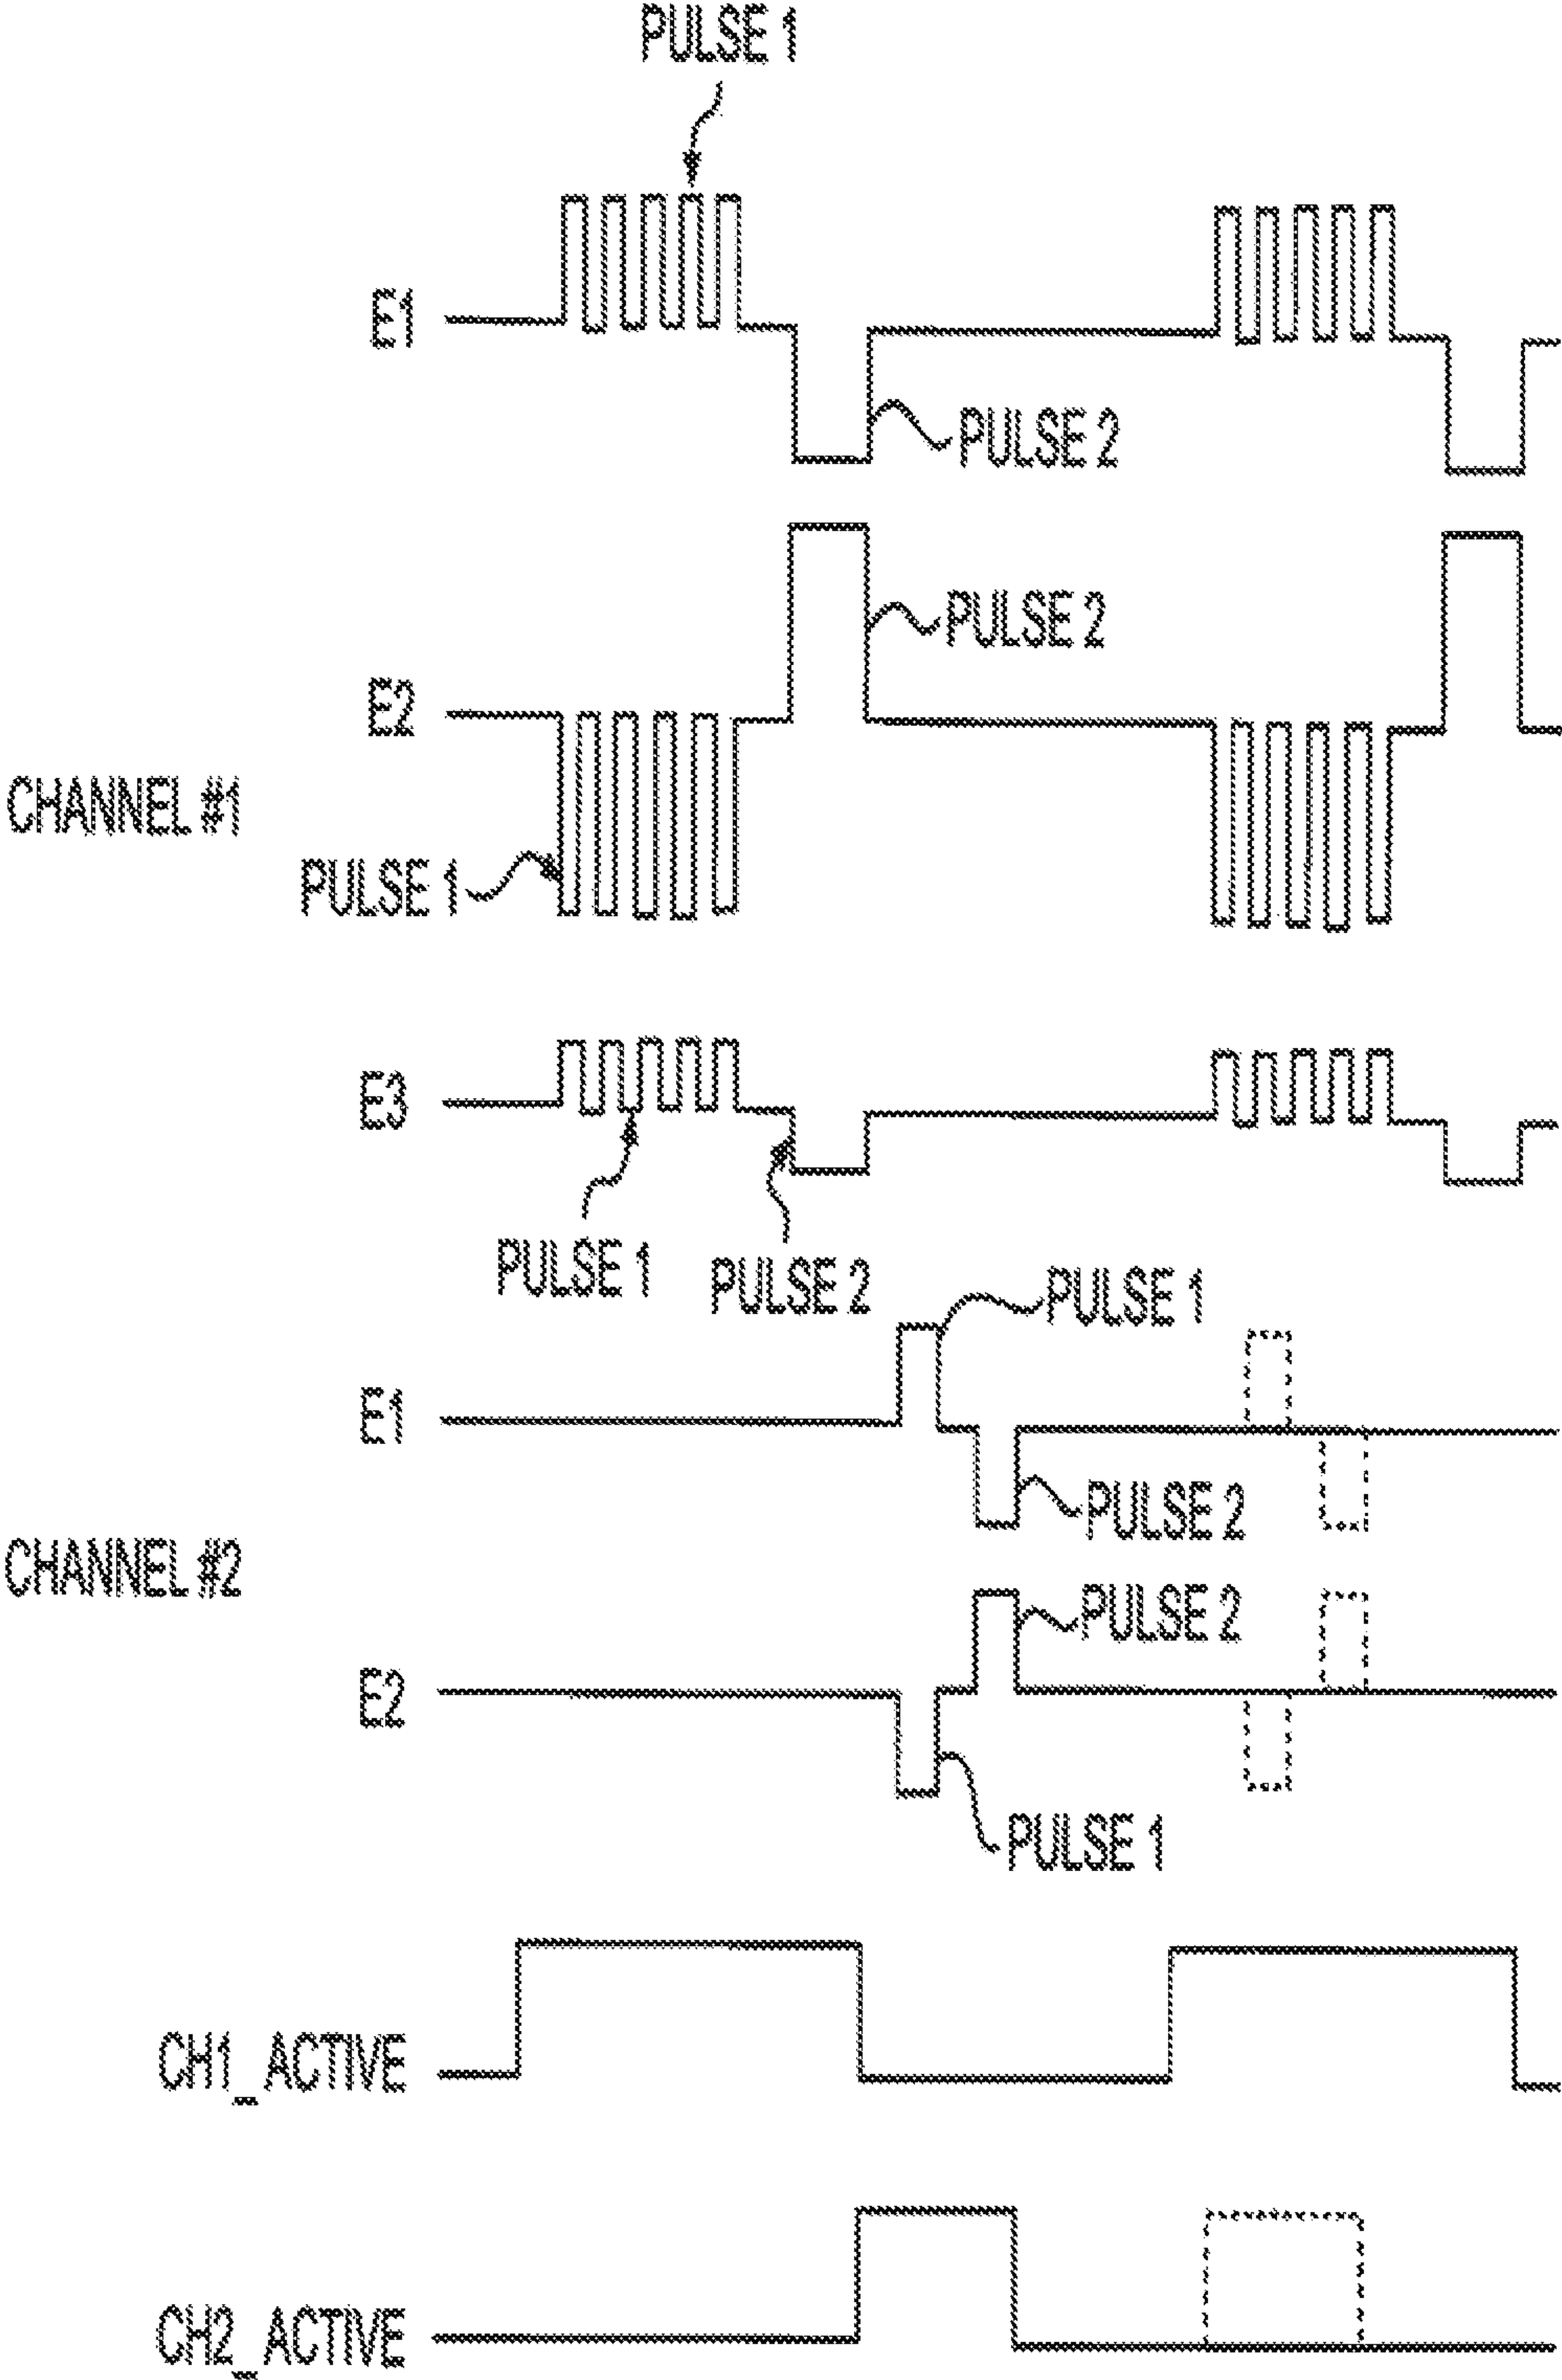 PULSE 1
E1
PULSE 2
PULSE 2
E2
CHANNEL #1
PULSE 1
E3
PULSE 1
PULSE 2
PULSE 1
E1
PULSE 2
CHANNEL #2
PULSE 2
E2
PULSE 1
CH1_ACTIVE
CH2_ACTIVE